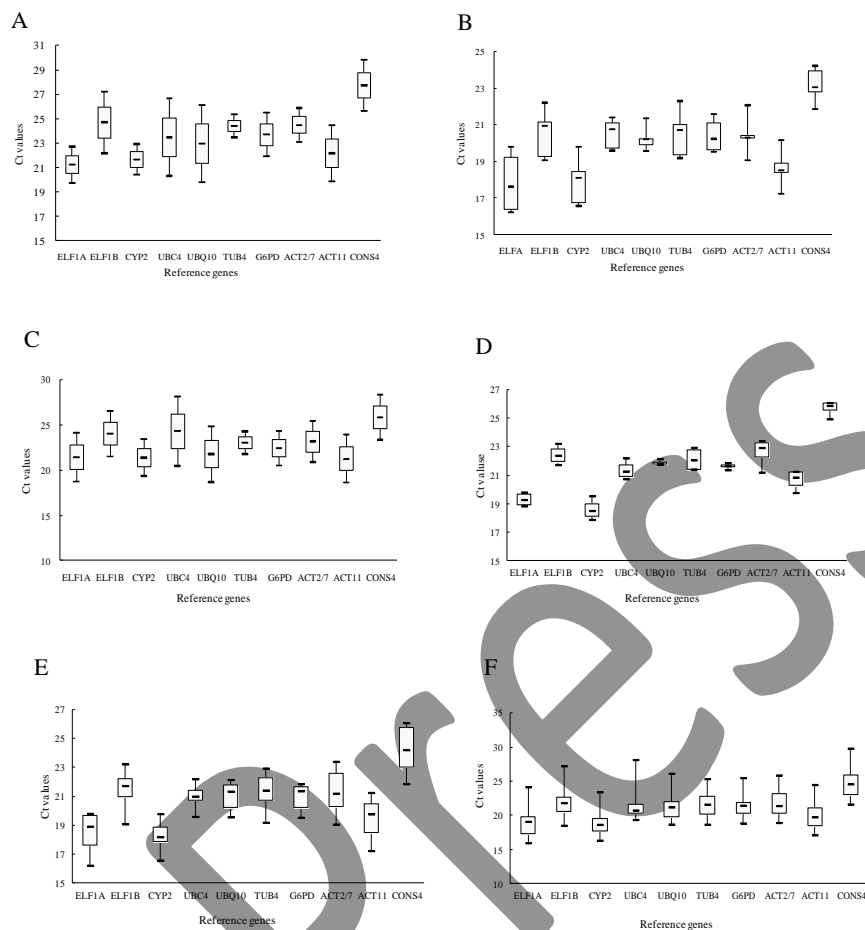 A
31
29
27
25
23
21
19
17
15
Ct values
ELF1A ELF1B CYP2 UBC4 UBQ10 TUB4 G6PD ACT2/7 ACT11 CONS4
Reference genes
B
25
23
21
19
17
15
Ct values
ELFA ELF1B CYP2 UBC4 UBQ10 TUB4 G6PD ACT2/7 ACT11 CONS4
Reference genes
C
30
25
20
15
10
Ct values
ELF1A ELF1B CYP2 UBC4 UBQ10 TUB4 G6PD ACT2/7 ACT11 CONS4
Reference genes
D
27
25
23
21
19
17
15
Ct valuse
ELF1A ELF1B CYP2 UBC4 UBQ10 TUB4 G6PD ACT2/7 ACT11 CONS4
Reference genes
E
27
25
23
21
19
17
15
Ct values
ELF1A ELF1B CYP2 UBC4 UBQ10 TUB4 G6PD ACT2/7 ACT11 CONS4
Reference genes
F
35
30
25
20
15
10
Ct values
ELF1A ELF1B CYP2 UBC4 UBQ10 TUB4 G6PD ACT2/7 ACT11 CONS4
Reference genes
press